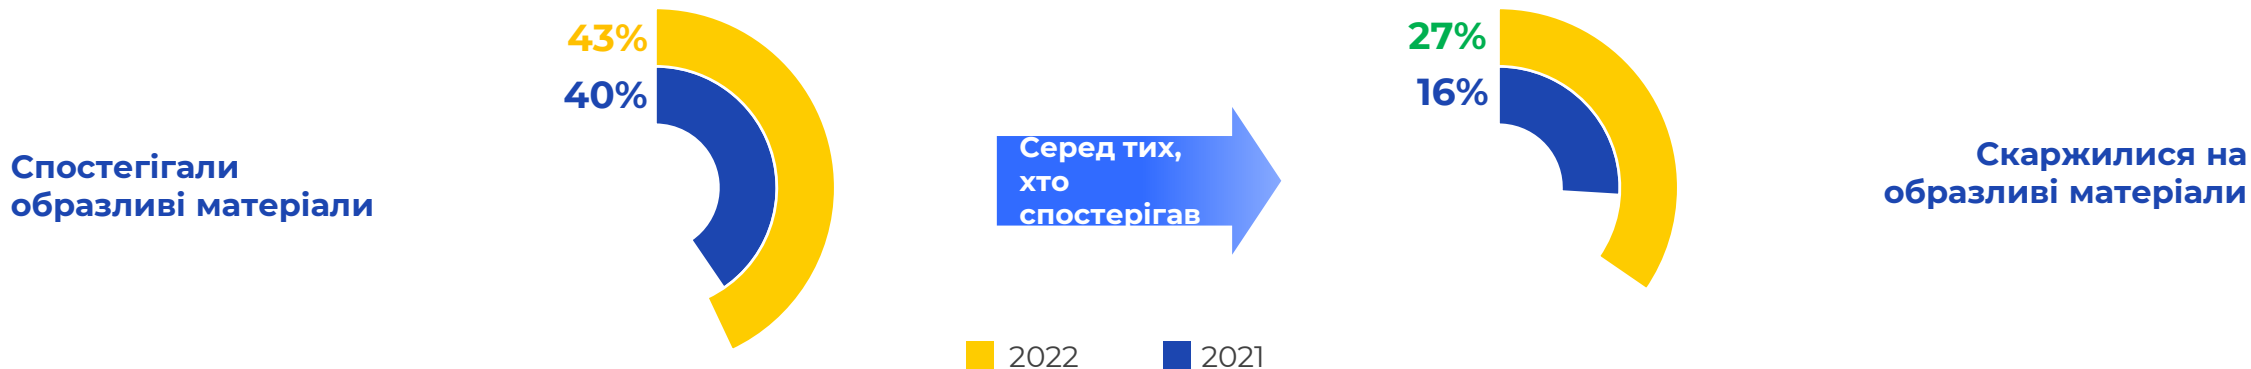 Спостегігали
образливі матеріали
43%
40%
Серед тих,
хто
спостерігав
27%
16%
Скаржилися на
образливі матеріали
2022
2021